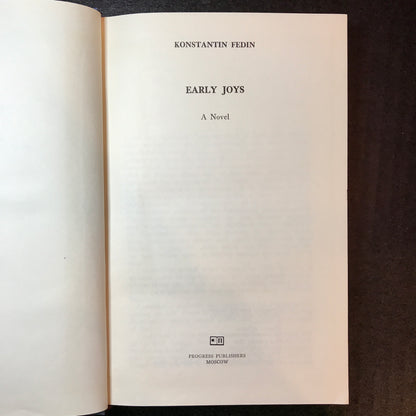 KONSTANTIN FEDIN
EARLY JOYS
A Novel
PROGRESS PUBLISHERS
MOSCOW